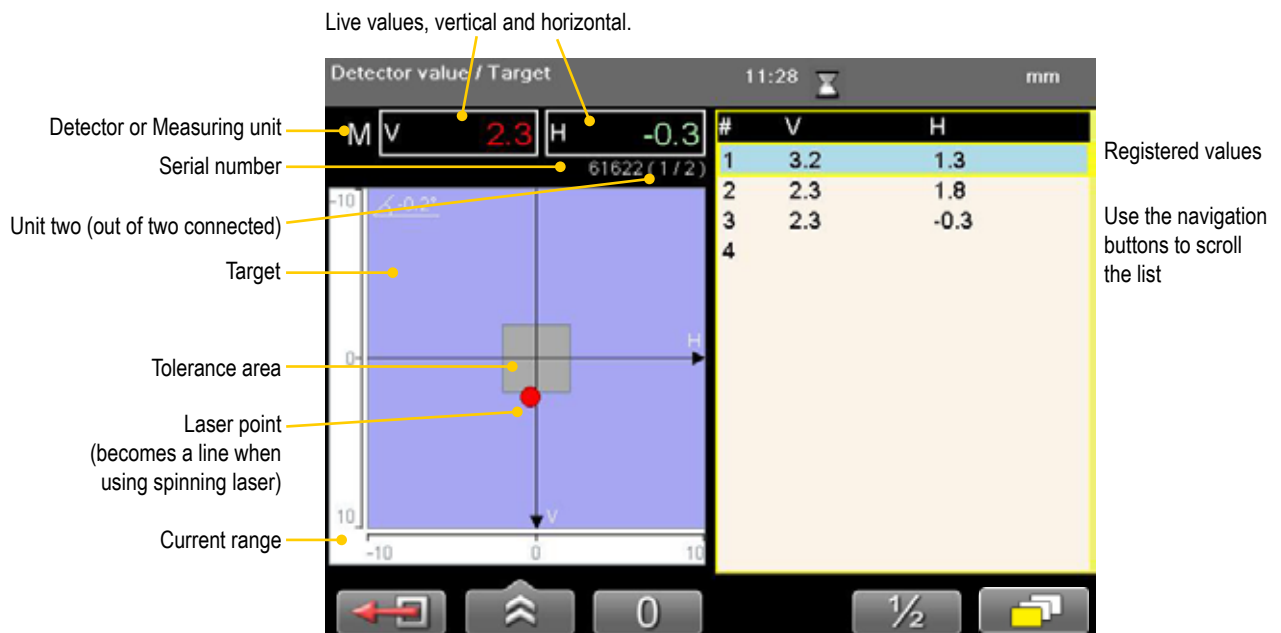 Live values, vertical and horizontal.
Detector value / Target 11:28 mm
Detector or Measuring unit
M V 2.3 H -0.3
Serial number
61622 (1/2)
Unit two (out of two connected)
Target
Tolerance area
Laser point
(becomes a line when
using spinning laser)
Current range
-10
-0.2°
0
H
10
V
-10 0 10
# V H
1 3.2 1.3
2 2.3 1.8
3 2.3 -0.3
4
Registered values
Use the navigation
buttons to scroll
the list
0
½